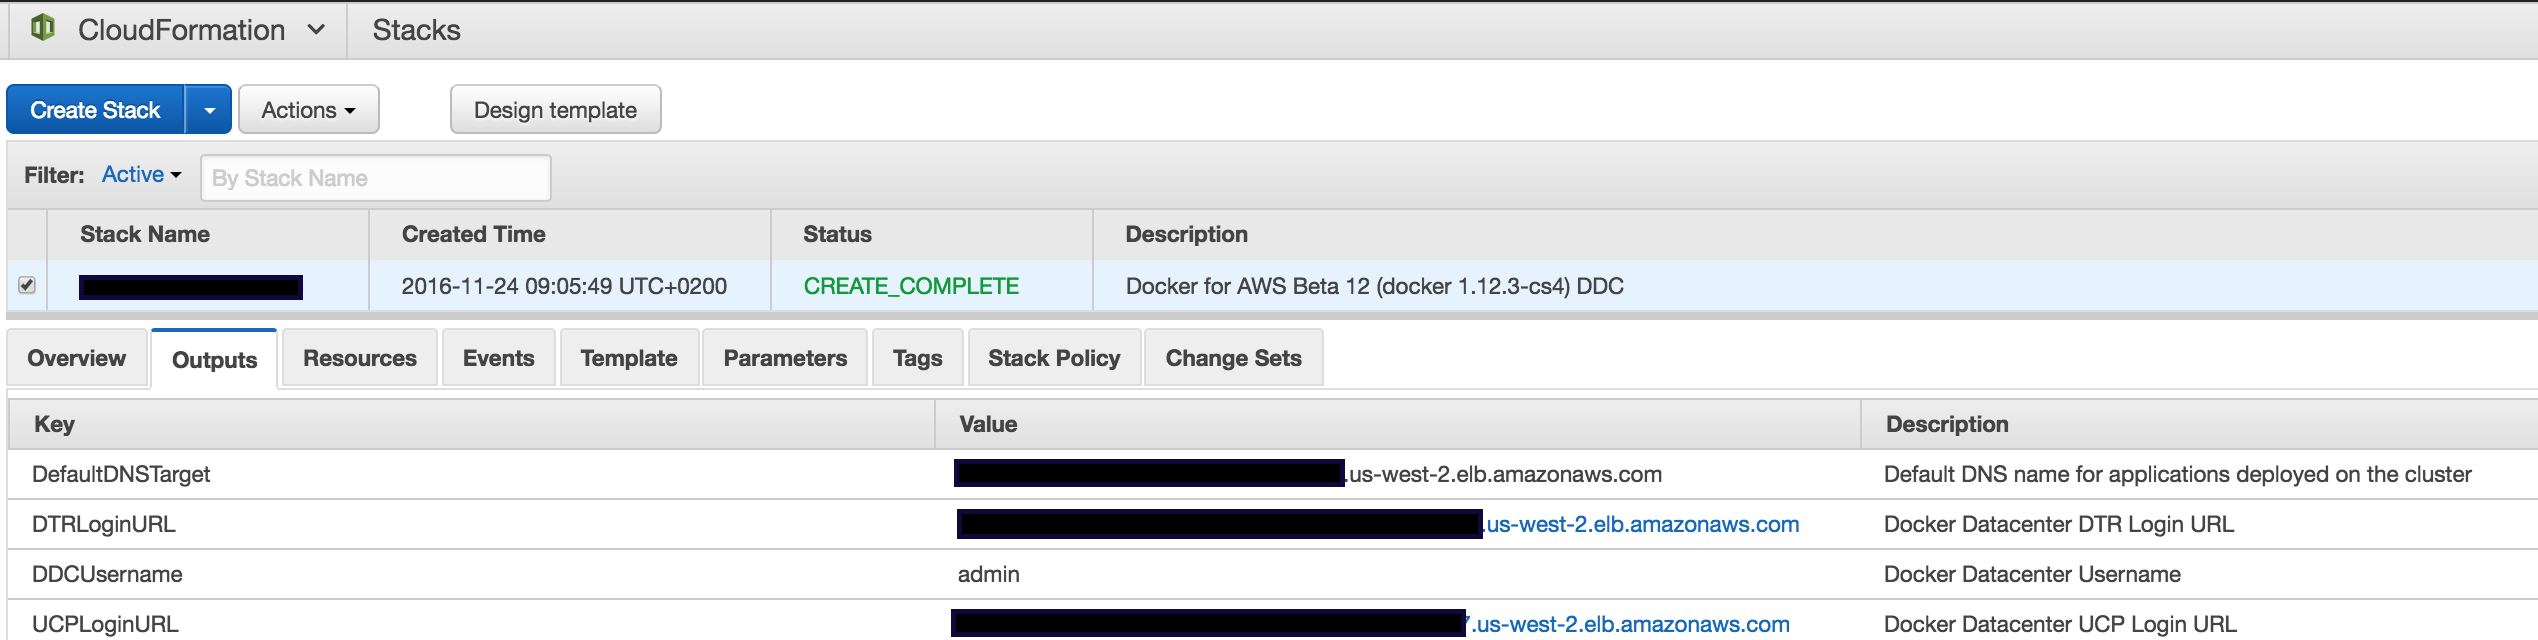 CloudFormation Stacks
Create Stack Actions Design template
Filter: Active By Stack Name
Stack Name Created Time Status Description
2016-11-24 09:05:49 UTC+0200 CREATE_COMPLETE Docker for AWS Beta 12 (docker 1.12.3-cs4) DDC
Overview Outputs Resources Events Template Parameters Tags Stack Policy Change Sets
Key Value Description
DefaultDNSTarget .us-west-2.elb.amazonaws.com Default DNS name for applications deployed on the cluster
DTRLoginURL .us-west-2.elb.amazonaws.com Docker Datacenter DTR Login URL
DDCUsername admin Docker Datacenter Username
UCPLoginURL .us-west-2.elb.amazonaws.com Docker Datacenter UCP Login URL